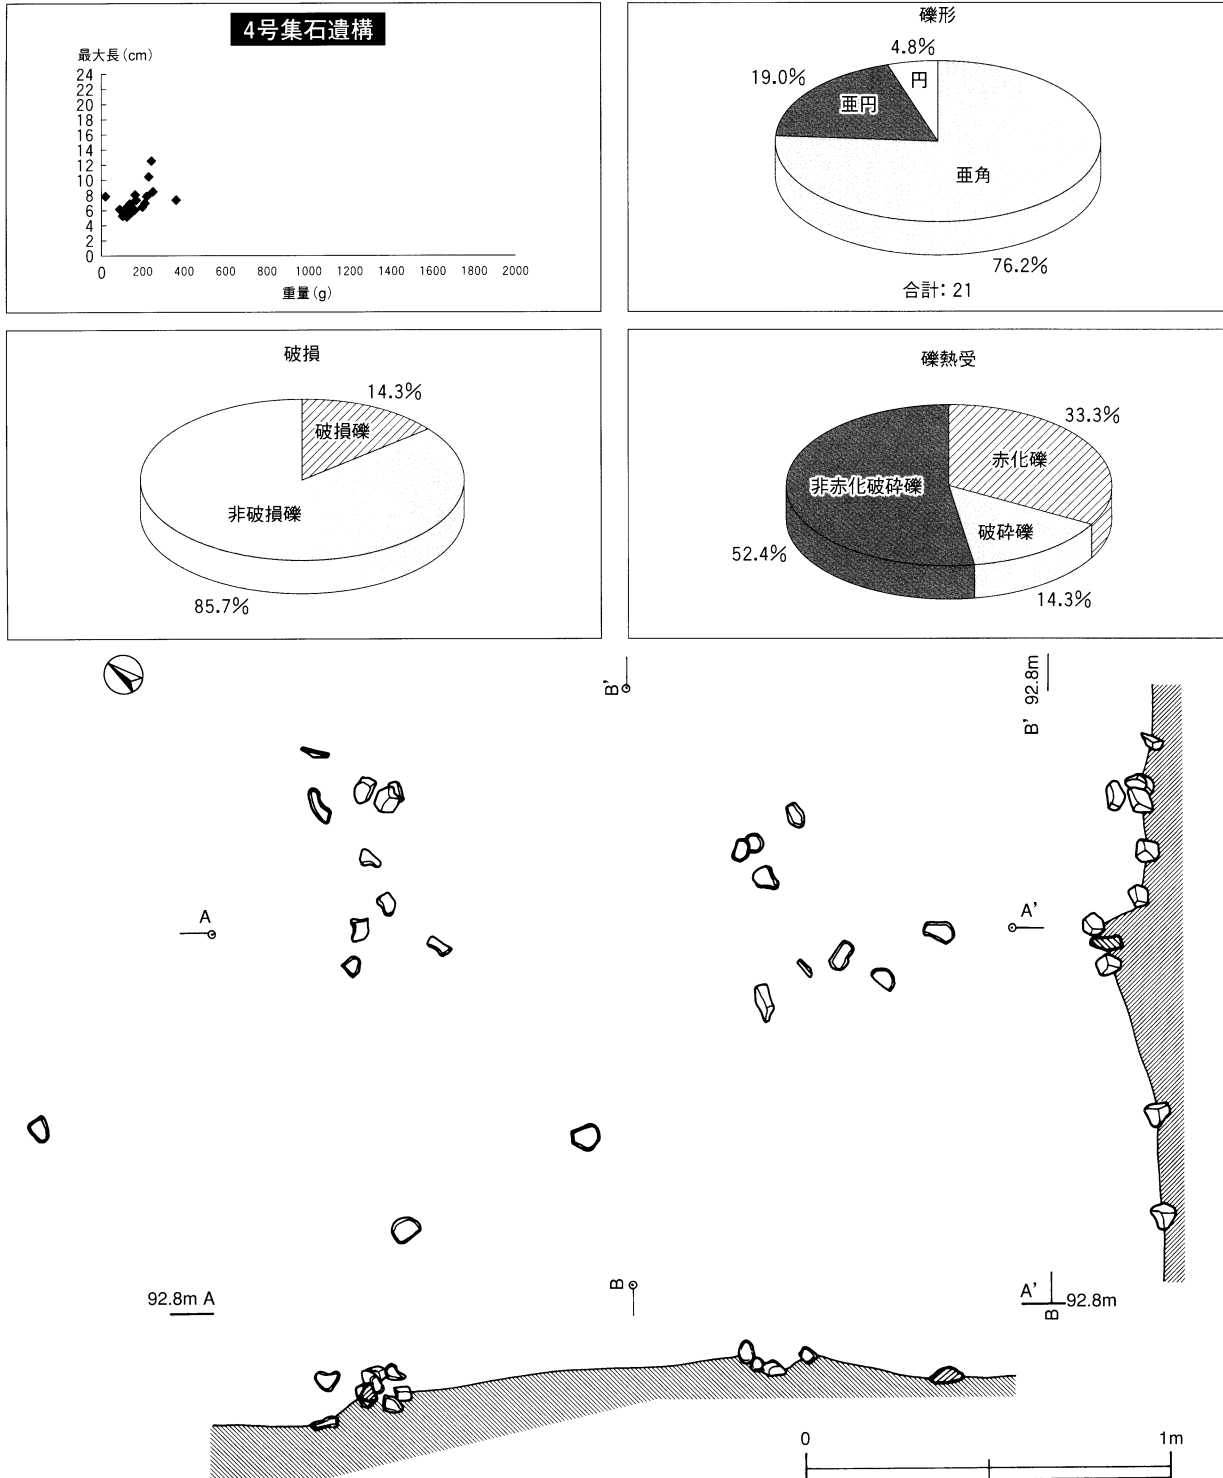 4号集石遺構
最大長(cm)
24
22
20
18
16
14
12
10
8
6
4
2
0
0 200 400 600 800 1000 1200 1400 1600 1800 2000
重量(g)
礫形
4.8%
19.0%
円
亜円
亜角
76.2%
合計: 21
破損
14.3%
破損礫
非破損礫
85.7%
礫熱受
33.3%
赤化礫
非赤化破砕礫
破砕礫
52.4%
14.3%
B'
B' 92.8m
A
A'
92.8m A
B
A'
B
92.8m
0 1m